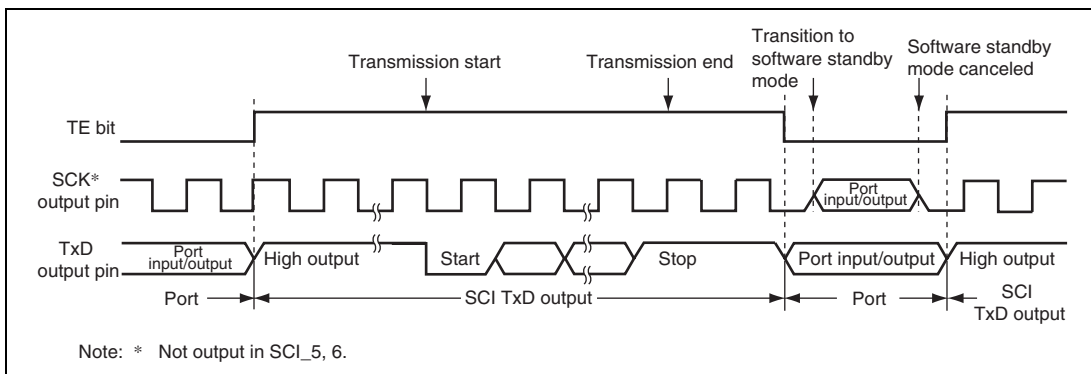 Transmission start
Transmission end
Transition to
software standby
mode
Software standby
mode canceled
TE bit
SCK*
output pin
Port
input/output
TxD
output pin
Port
input/output
High output
Start
Stop
Port input/output
High output
Port
SCI TxD output
Port
SCI
TxD output
Note: * Not output in SCI_5, 6.